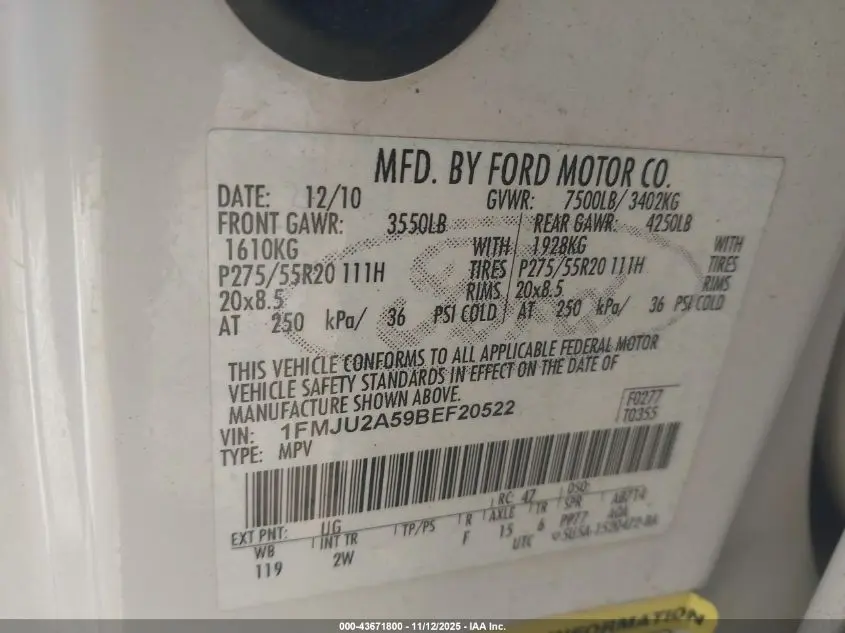 MFD. BY FORD MOTOR CO.
DATE: 12/10 GVWR: 7500LB/3402KG
FRONT GAWR: 3550LB REAR GAWR: 4250LB
1610KG WITH 1928KG WITH
P275/55R20 111H TIRES P275/55R20 111H TIRES
20x8.5 RIMS 20x8.5 RIMS
AT 250 kPa/ 36 PSI COLD AT 250 kPa/ 36 PSI COLD
THIS VEHICLE CONFORMS TO ALL APPLICABLE FEDERAL MOTOR
VEHICLE SAFETY STANDARDS IN EFFECT ON THE DATE OF
MANUFACTURE SHOWN ABOVE.
F0277
T0355
VIN: 1FMJU2A59BEF20522
TYPE: MPV
EXT PNT: UG RC: 47 DSO:
WB INT TR TP/PS R AXLE TR SPR
119 2W F 15 6 PP77
UTC
INFORMATION
000-43671800 - 11/12/2025 - IAA Inc.